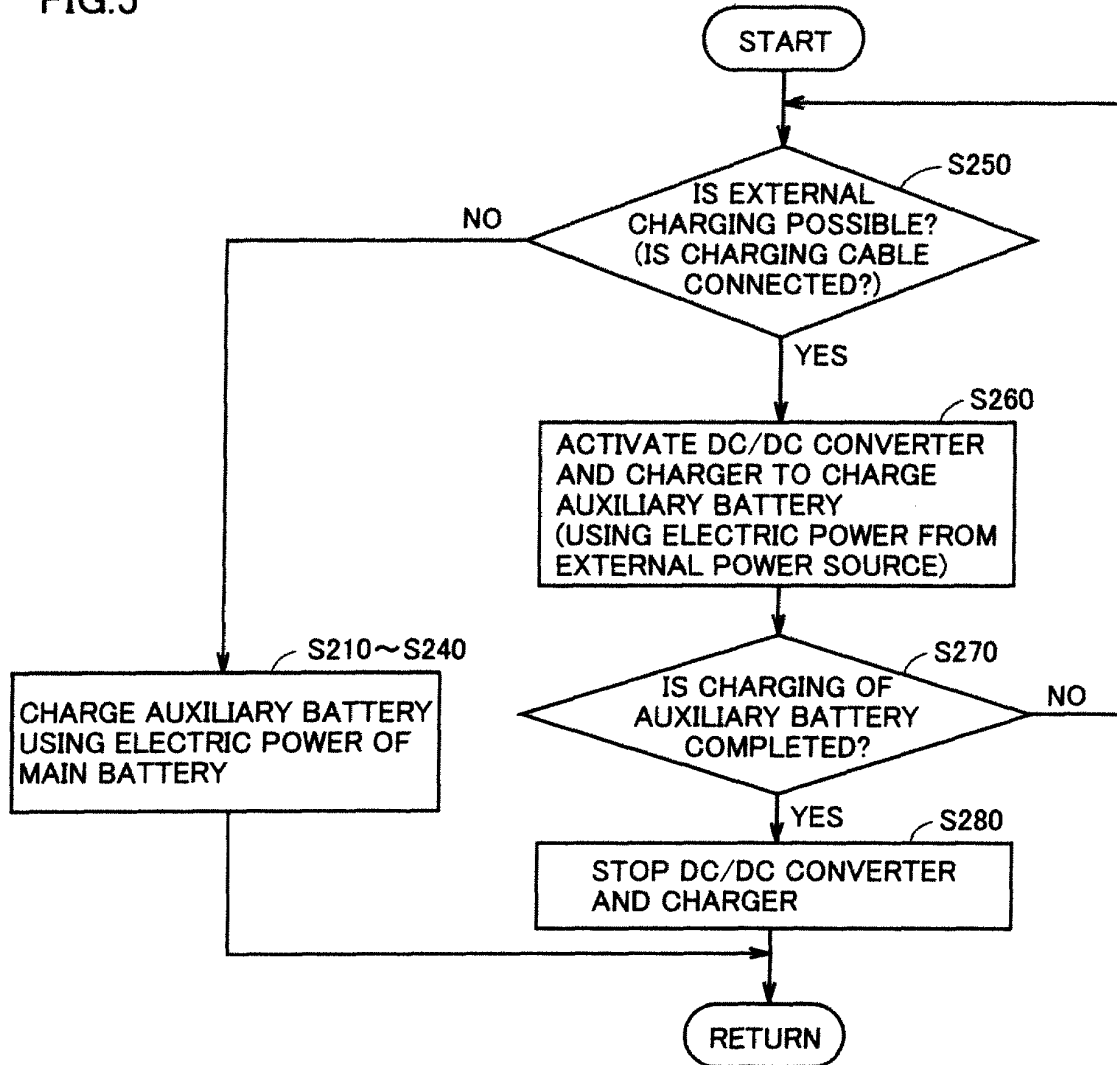 START
S250
IS EXTERNAL
CHARGING POSSIBLE?
(IS CHARGING CABLE
CONNECTED?)
NO
YES
S260
ACTIVATE DC/DC CONVERTER
AND CHARGER TO CHARGE
AUXILIARY BATTERY
(USING ELECTRIC POWER FROM
EXTERNAL POWER SOURCE)
S210～S240
CHARGE AUXILIARY BATTERY
USING ELECTRIC POWER OF
MAIN BATTERY
S270
IS CHARGING OF
AUXILIARY BATTERY
COMPLETED?
NO
YES
S280
STOP DC/DC CONVERTER
AND CHARGER
RETURN